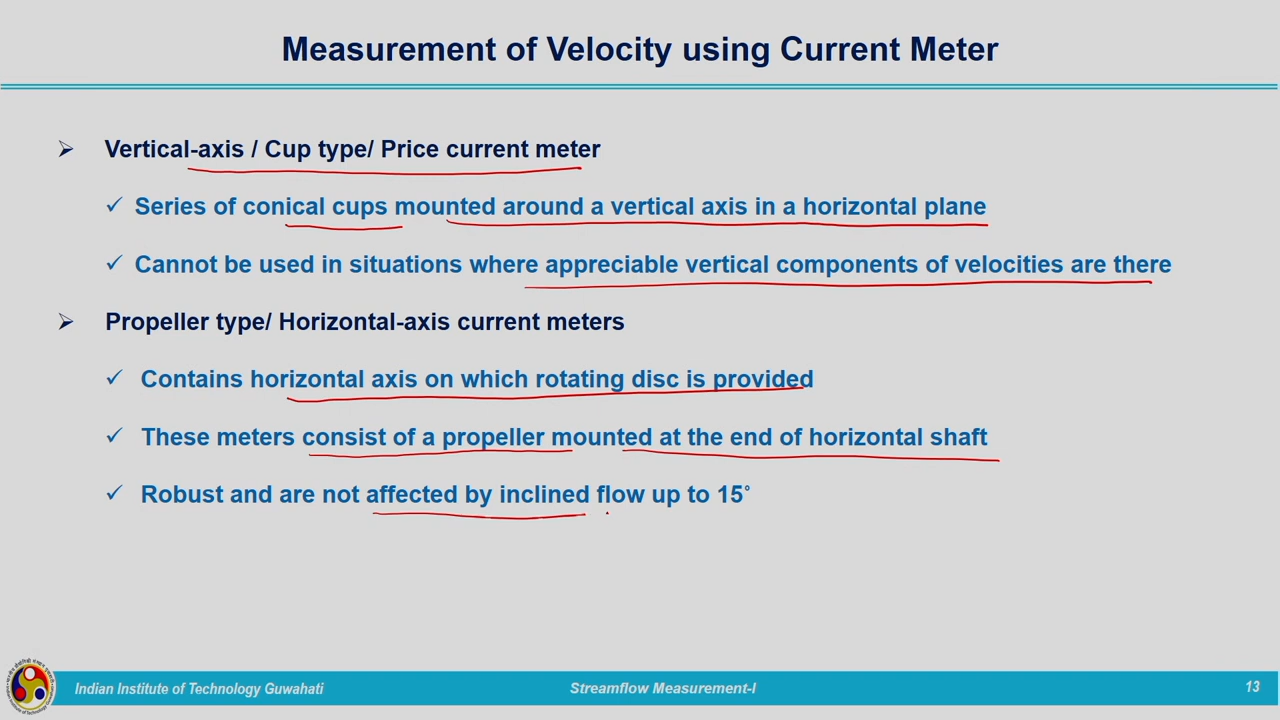 Measurement of Velocity using Current Meter
➢ Vertical-axis / Cup type/ Price current meter
✓ Series of conical cups mounted around a vertical axis in a horizontal plane
✓ Cannot be used in situations where appreciable vertical components of velocities are there
➢ Propeller type/ Horizontal-axis current meters
✓ Contains horizontal axis on which rotating disc is provided
✓ These meters consist of a propeller mounted at the end of horizontal shaft
✓ Robust and are not affected by inclined flow up to 15˚
Indian Institute of Technology Guwahati
Streamflow Measurement-I
13